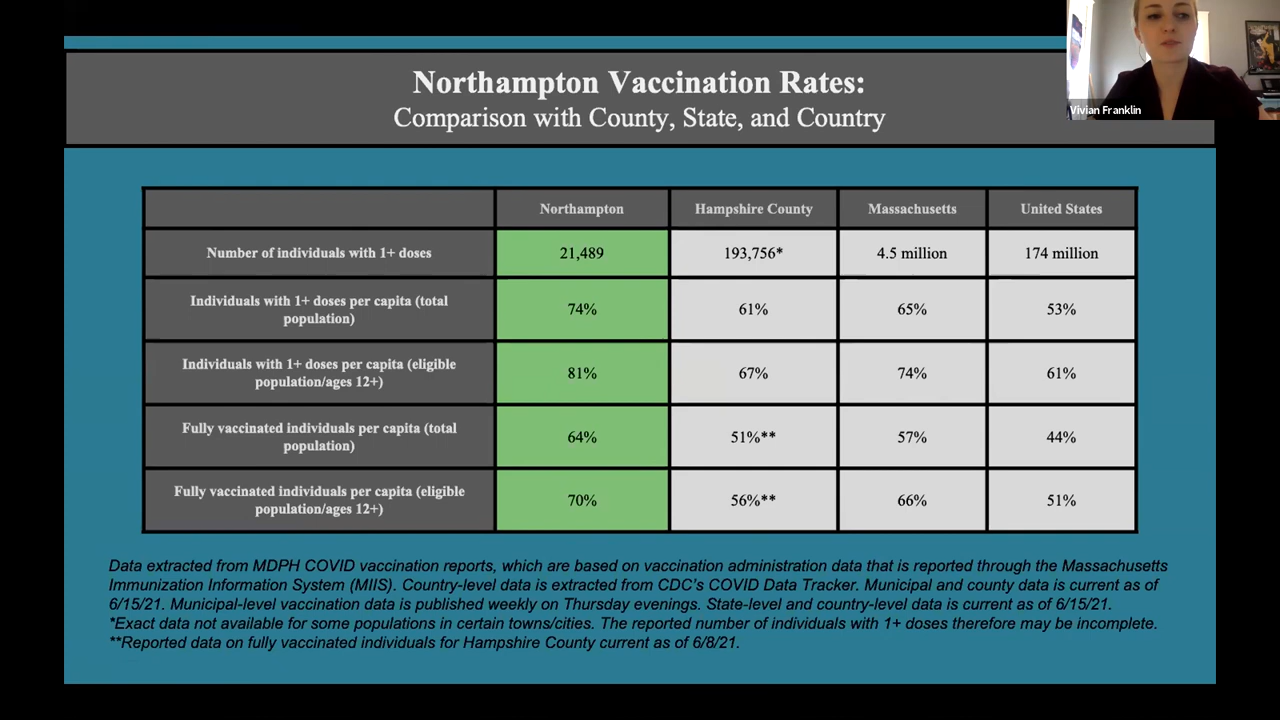 Northampton Vaccination Rates:
Comparison with County, State, and Country
Vivian Franklin
Northampton Hampshire County Massachusetts United States
Number of individuals with 1+ doses 21,489 193,756* 4.5 million 174 million
Individuals with 1+ doses per capita (total
population) 74% 61% 65% 53%
Individuals with 1+ doses per capita (eligible
population/ages 12+) 81% 67% 74% 61%
Fully vaccinated individuals per capita (total
population) 64% 51%** 57% 44%
Fully vaccinated individuals per capita (eligible
population/ages 12+) 70% 56%** 66% 51%
Data extracted from MDPH COVID vaccination reports, which are based on vaccination administration data that is reported through the Massachusetts
Immunization Information System (MIIS). Country-level data is extracted from CDC's COVID Data Tracker. Municipal and county data is current as of
6/15/21. Municipal-level vaccination data is published weekly on Thursday evenings. State-level and country-level data is current as of 6/15/21.
*Exact data not available for some populations in certain towns/cities. The reported number of individuals with 1+ doses therefore may be incomplete.
**Reported data on fully vaccinated individuals for Hampshire County current as of 6/8/21.